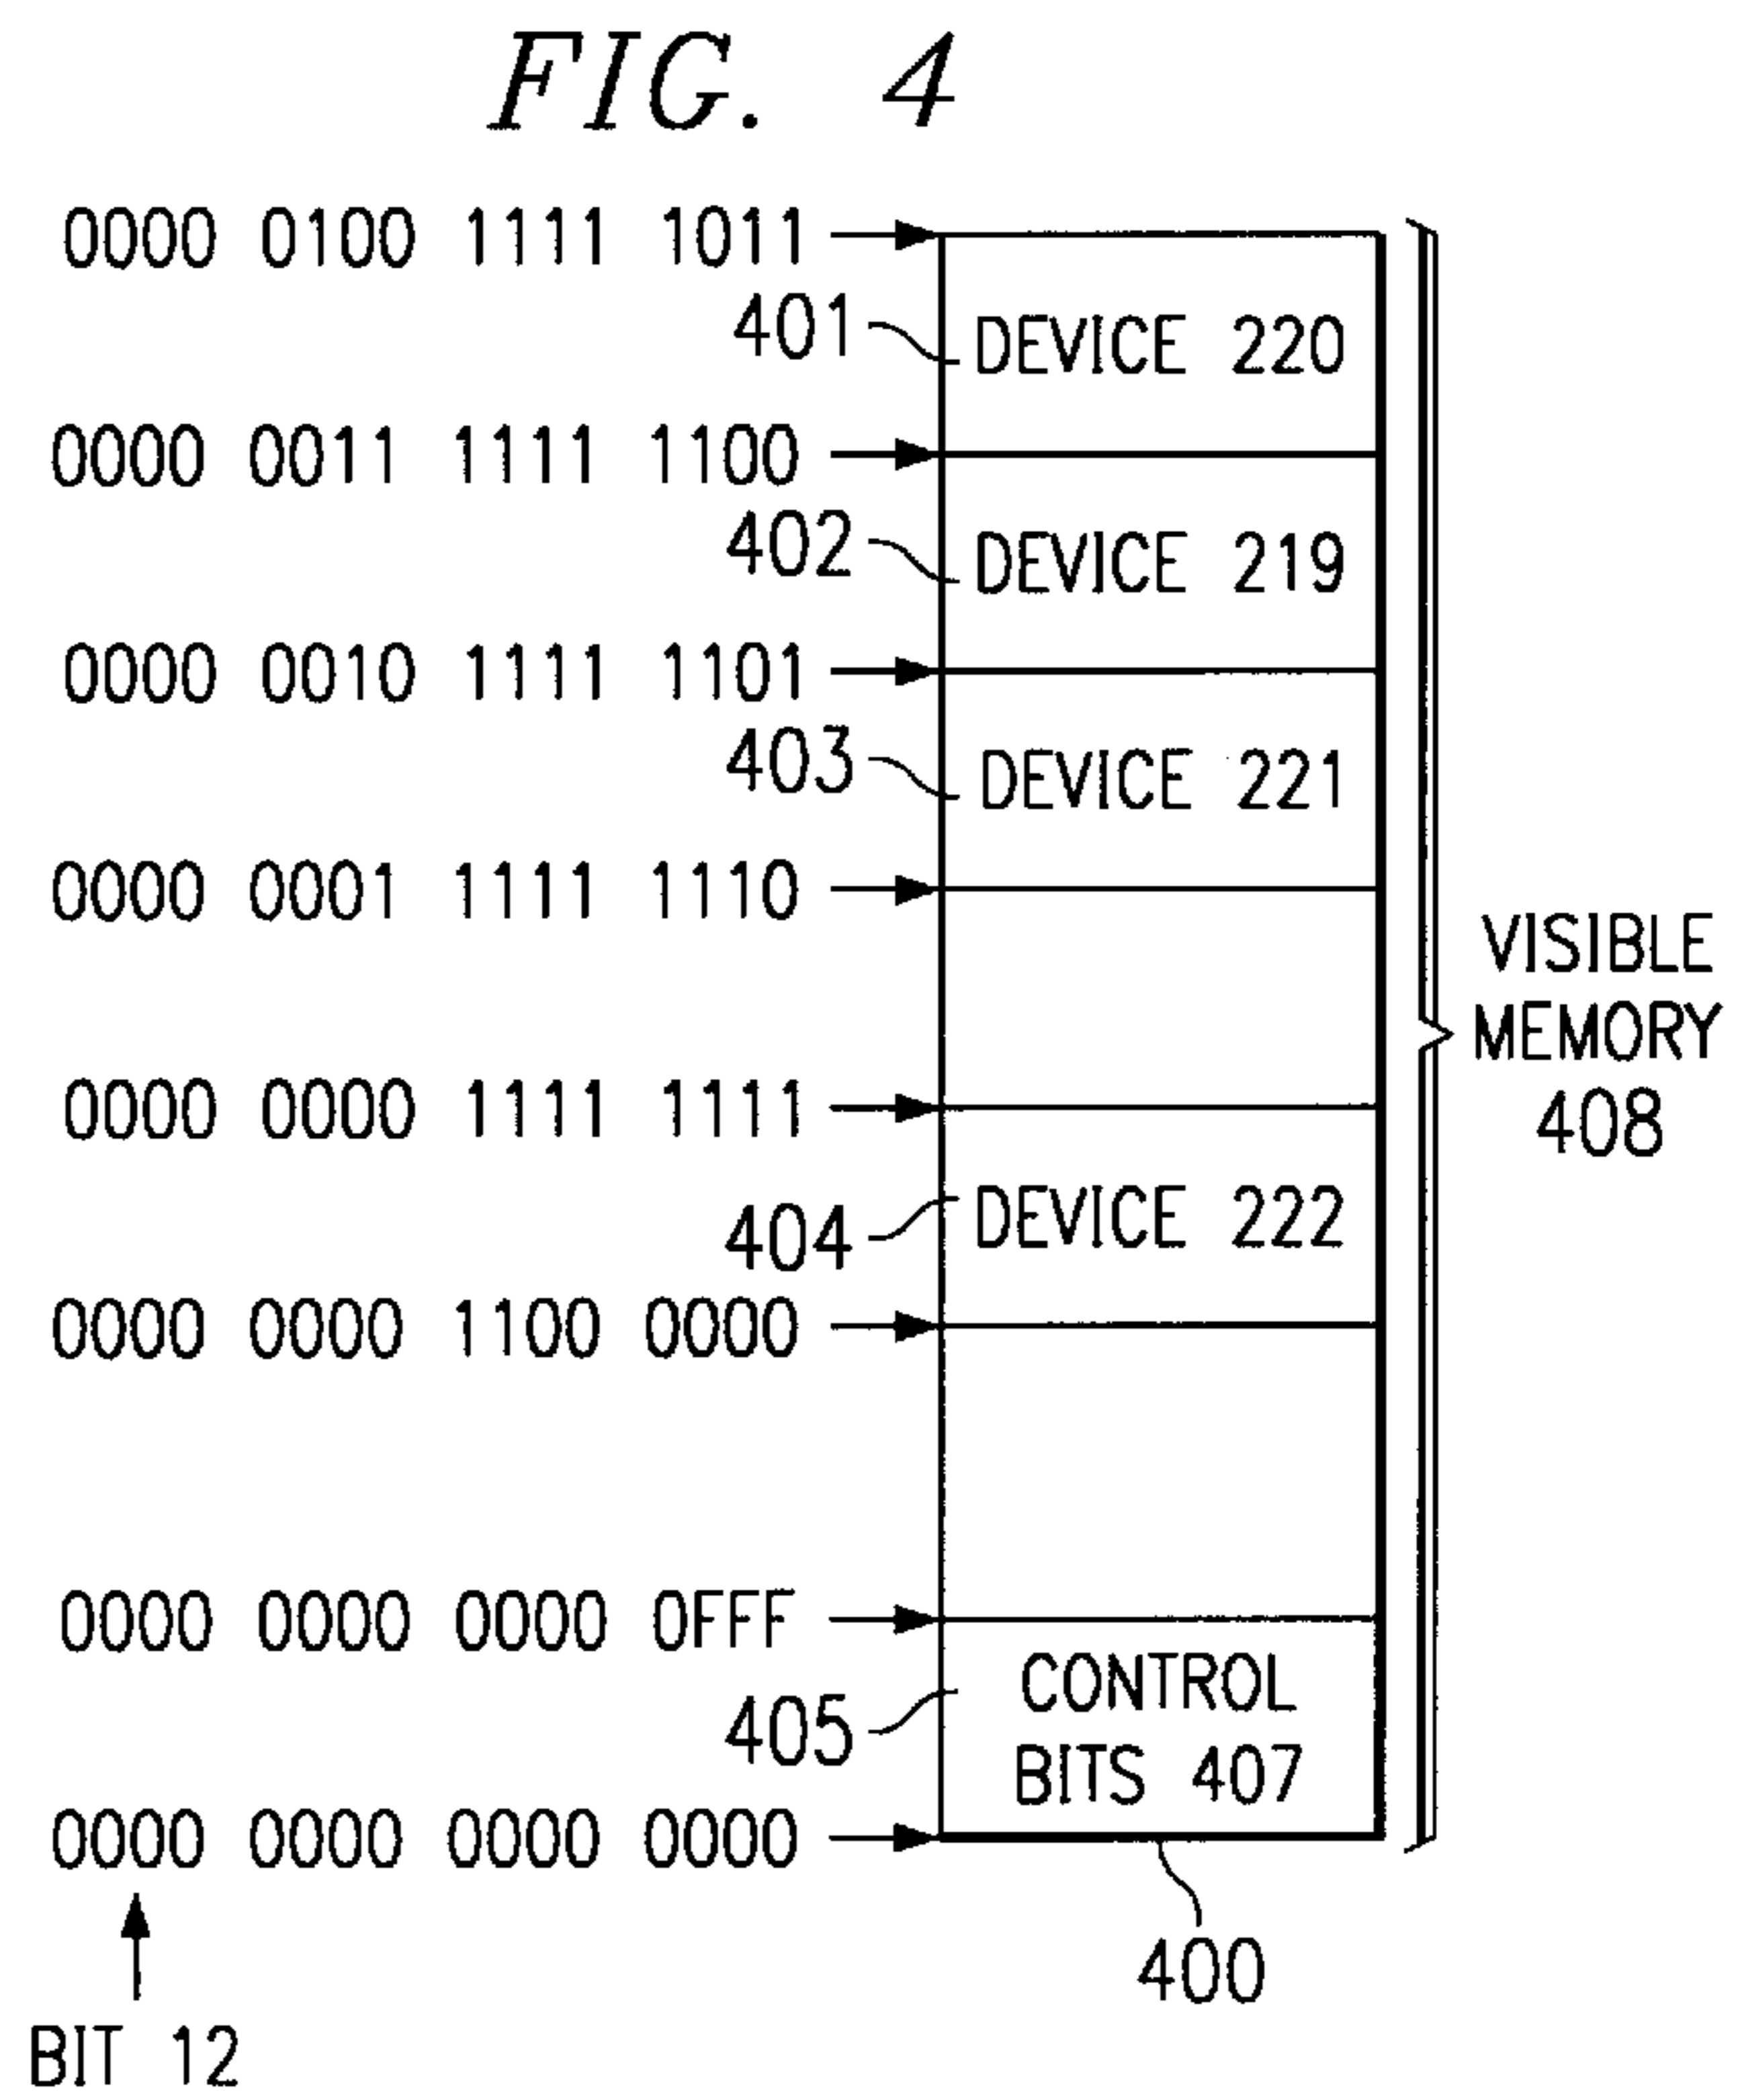 FIG. 4
0000 0100 1111 1011
401
DEVICE 220
0000 0011 1111 1100
402
DEVICE 219
0000 0010 1111 1101
403
DEVICE 221
0000 0001 1111 1110
VISIBLE
MEMORY
408
0000 0000 1111 1111
404
DEVICE 222
0000 0000 1100 0000
0000 0000 0000 0FFF
405
CONTROL
BITS 407
0000 0000 0000 0000
400
BIT 12